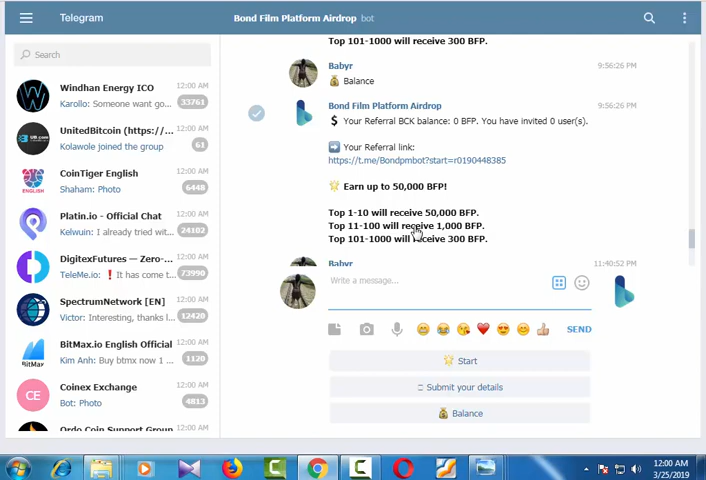 Telegram
Bond Film Platform Airdrop bot
Search
Windhan Energy ICO 12:00 AM
Karollo: Someone want go... 33761
UnitedBitcoin (https://... 12:00 AM
Kolawole joined the group 61
CoinTiger English 12:00 AM
Shaham: Photo 6448
Platin.io - Official Chat 12:00 AM
Kelwuin: I already tried wit... 24102
DigitexFutures — Zero-... 12:00 AM
TeleMe.io: ❗ It has come t... 73990
SpectrumNetwork [EN] 12:00 AM
Victor: Interesting, thanks l... 12420
BitMax.io English Official 12:00 AM
Kim Anh: Buy btmx now 1 ... 1120
Coinex Exchange 12:00 AM
Bot: Photo 4813
Ordo Coin Support Group 12:00 AM
Top 101-1000 will receive 300 BFP.
Babyr 9:56:26 PM
💰 Balance
Bond Film Platform Airdrop 9:56:26 PM
💲 Your Referral BCK balance: 0 BFP. You have invited 0 user(s).
➡ Your Referral link:
https://t.me/Bondpmbot?start=r0190448385
🌟 Earn up to 50,000 BFP!
Top 1-10 will receive 50,000 BFP.
Top 11-100 will receive 1,000 BFP.
Top 101-1000 will receive 300 BFP.
Babyr 11:40:52 PM
Write a message...
SEND
🌟 Start
Submit your details
💰 Balance
CE
BitMax
ENGLISH
12:00 AM
3/25/2019